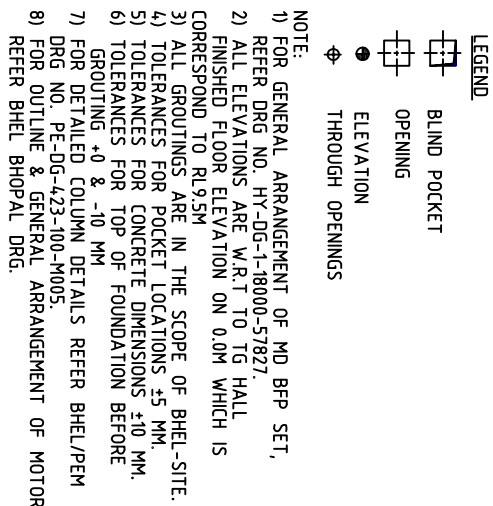 LEGEND
BLIND POCKET
OPENING
ELEVATION
THROUGH OPENINGS
NOTE:
1) FOR GENERAL ARRANGEMENT OF MD BFP SET,
REFER DRG NO. HY-DG-1-18000-57827.
2) ALL ELEVATIONS ARE W.R.T TO TG HALL
FINISHED FLOOR ELEVATION ON 0.0M WHICH IS
CORRESPOND TO RL9.5M
3) ALL GROUTINGS ARE IN THE SCOPE OF BHEL-SITE.
4) TOLERANCES FOR POCKET LOCATIONS ±5 MM.
5) TOLERANCES FOR CONCRETE DIMENSIONS ±10 MM.
6) TOLERANCES FOR TOP OF FOUNDATION BEFORE
GROUTING +0 & -10 MM
7) FOR DETAILED COLUMN DETAILS REFER BHEL/PEM
DRG NO. PE-DG-423-100-M005.
8) FOR OUTLINE & GENERAL ARRANGEMENT OF MOTOR
REFER BHEL BHOPAL DRG.